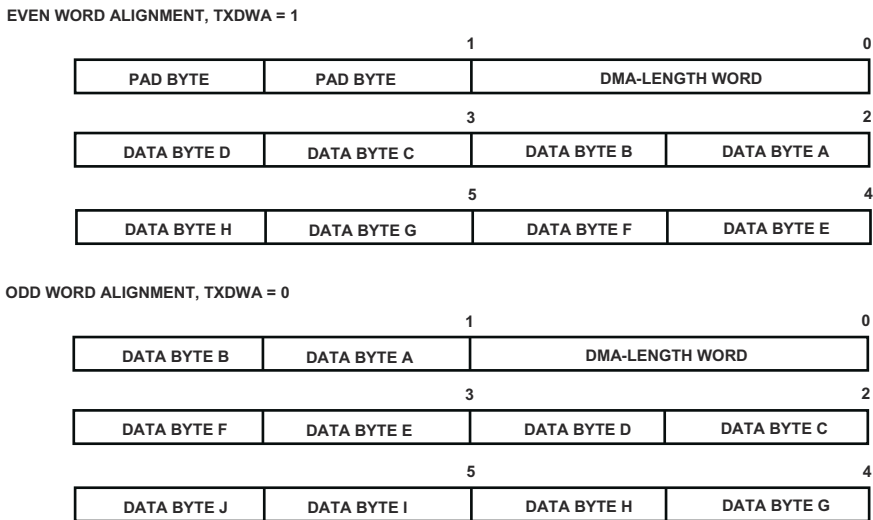 EVEN WORD ALIGNMENT, TXDWA = 1
1 0
PAD BYTE PAD BYTE DMA-LENGTH WORD
3 2
DATA BYTE D DATA BYTE C DATA BYTE B DATA BYTE A
5 4
DATA BYTE H DATA BYTE G DATA BYTE F DATA BYTE E
ODD WORD ALIGNMENT, TXDWA = 0
1 0
DATA BYTE B DATA BYTE A DMA-LENGTH WORD
3 2
DATA BYTE F DATA BYTE E DATA BYTE D DATA BYTE C
5 4
DATA BYTE J DATA BYTE I DATA BYTE H DATA BYTE G